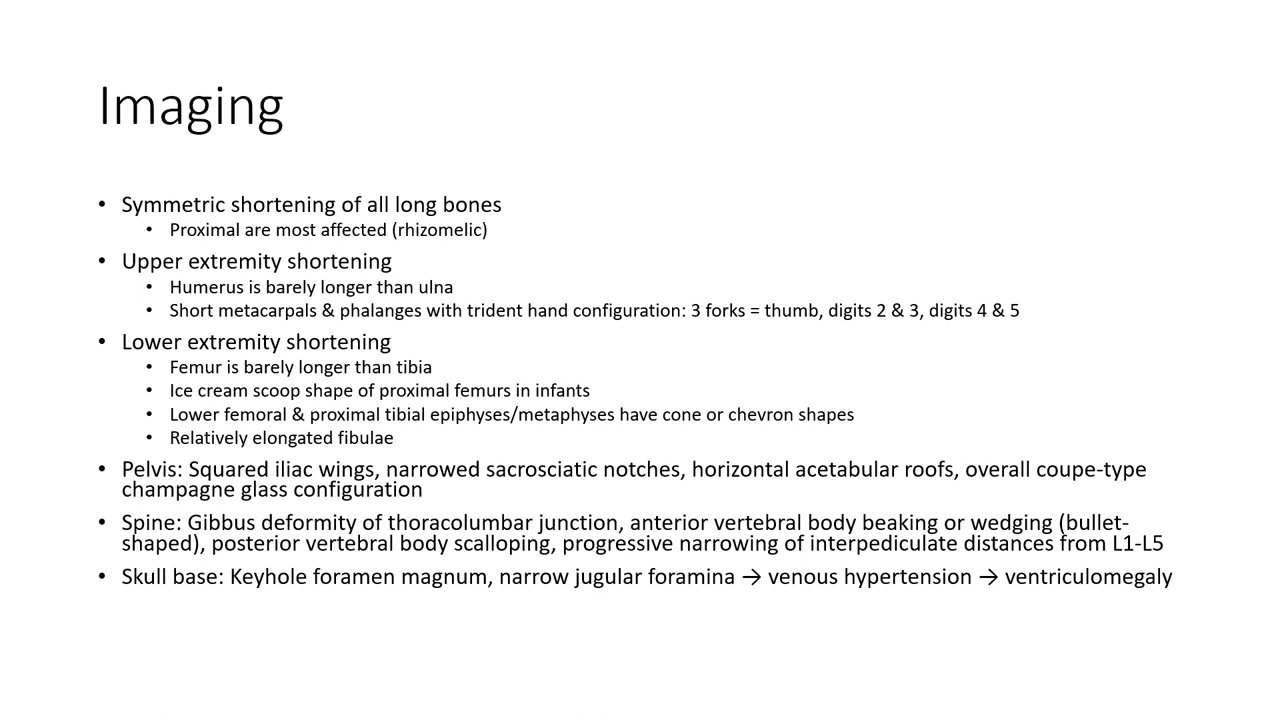 Imaging
• Symmetric shortening of all long bones
• Proximal are most affected (rhizomelic)
• Upper extremity shortening
• Humerus is barely longer than ulna
• Short metacarpals & phalanges with trident hand configuration: 3 forks = thumb, digits 2 & 3, digits 4 & 5
• Lower extremity shortening
• Femur is barely longer than tibia
• Ice cream scoop shape of proximal femurs in infants
• Lower femoral & proximal tibial epiphyses/metaphyses have cone or chevron shapes
• Relatively elongated fibulae
• Pelvis: Squared iliac wings, narrowed sacrosciatic notches, horizontal acetabular roofs, overall coupe-type
champagne glass configuration
• Spine: Gibbus deformity of thoracolumbar junction, anterior vertebral body beaking or wedging (bullet-
shaped), posterior vertebral body scalloping, progressive narrowing of interpediculate distances from L1-L5
• Skull base: Keyhole foramen magnum, narrow jugular foramina → venous hypertension → ventriculomegaly